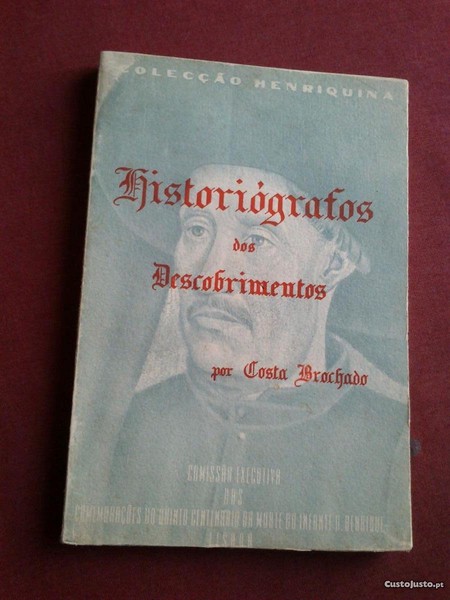 COLECÇÃO HENRIQUINA
Historiógrafos
dos
Descobrimentos
por Costa Brochado
COMISSÃO EXECUTIVA
DAS
COMEMORAÇÕES DO QUINTO CENTENÁRIO DA MORTE DO INFANTE D. HENRIQUE
LISBOA
CustoJusto.pt